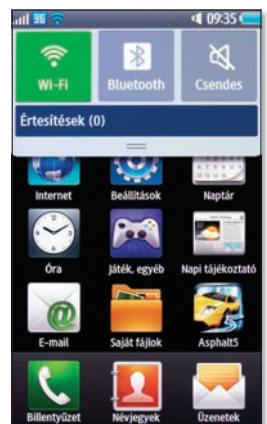 3G 09:35
Wi-Fi Bluetooth Csendes
Értesítések (0)
Internet Beállítások Naptár
Óra Játék, egyéb Napi tájékoztató
E-mail Saját fájlok Asphalt5
Billentyűzet Névjegyek Üzenetek